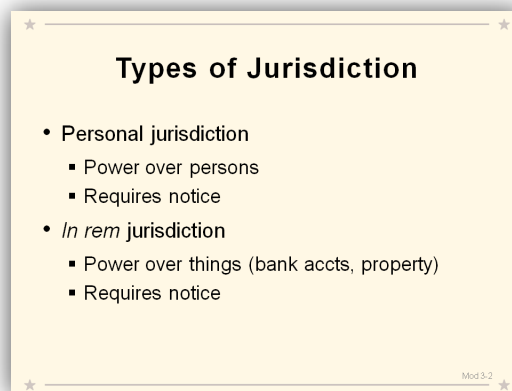 Types of Jurisdiction
• Personal jurisdiction
▪ Power over persons
▪ Requires notice
• In rem jurisdiction
▪ Power over things (bank accts, property)
▪ Requires notice
Mod 3-2